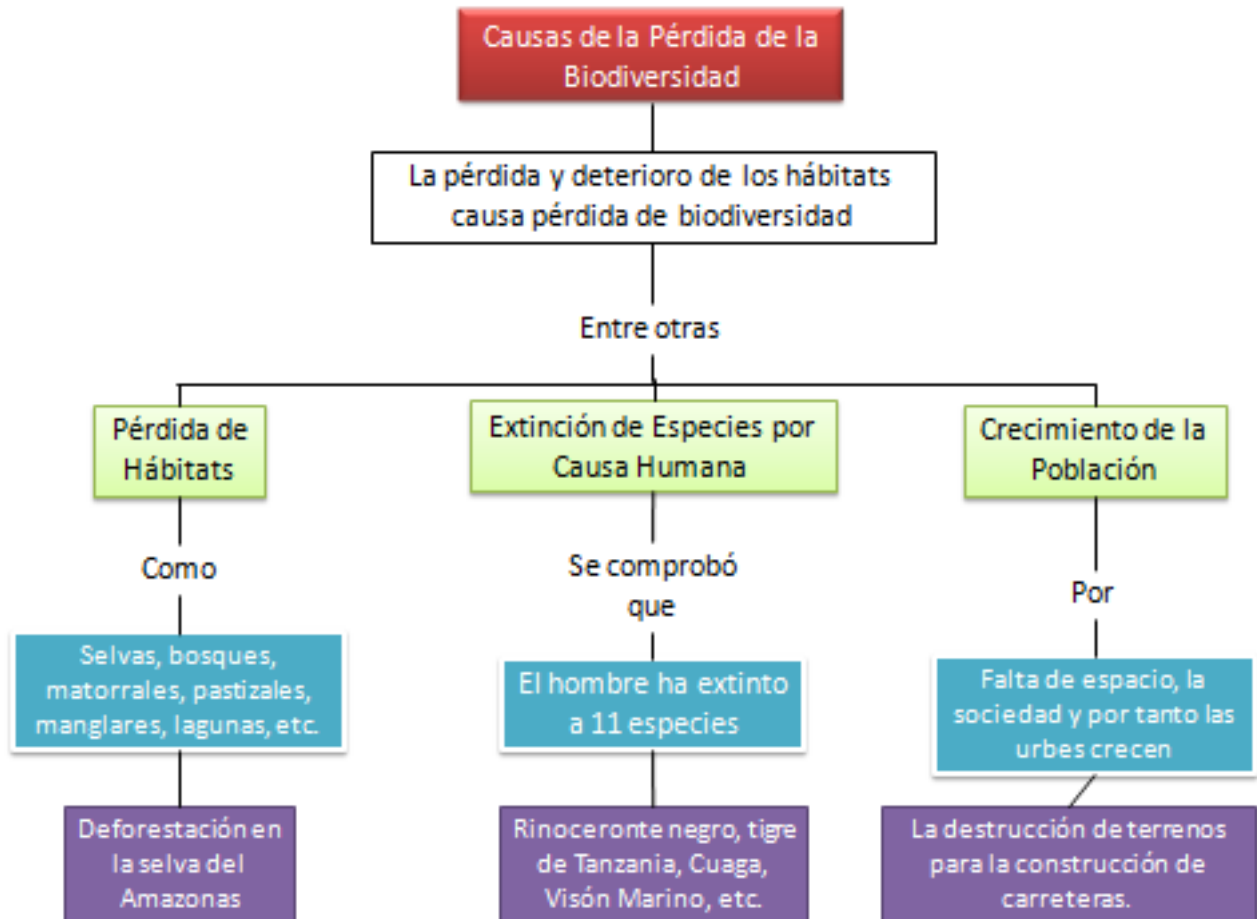 Causas de la Pérdida de la
Biodiversidad
La pérdida y deterioro de los hábitats
causa pérdida de biodiversidad
Entre otras
Pérdida de
Hábitats
Como
Selvas, bosques,
matorrales, pastizales,
manglares, lagunas, etc.
Deforestación en
la selva del
Amazonas
Extinción de Especies por
Causa Humana
Se comprobó
que
El hombre ha extinto
a 11 especies
Rinoceronte negro, tigre
de Tanzania, Cuaga,
Visón Marino, etc.
Crecimiento de la
Población
Por
Falta de espacio, la
sociedad y por tanto las
urbes crecen
La destrucción de terrenos
para la construcción de
carreteras.